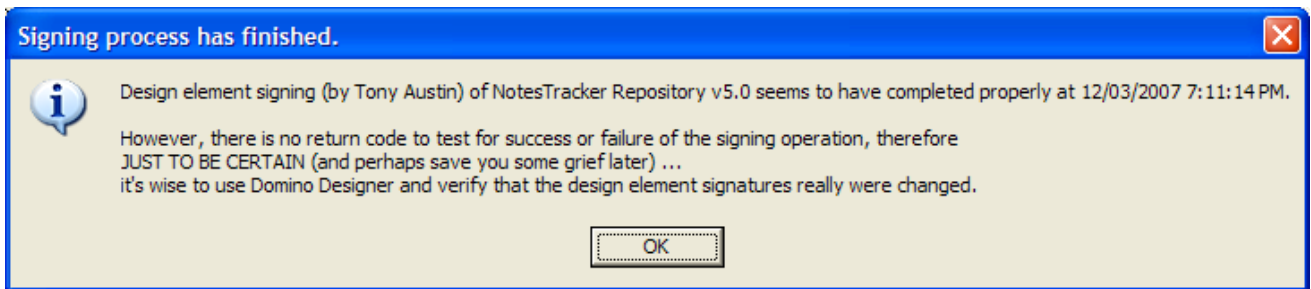 Signing process has finished.
Design element signing (by Tony Austin) of NotesTracker Repository v5.0 seems to have completed properly at 12/03/2007 7:11:14 PM.
However, there is no return code to test for success or failure of the signing operation, therefore
JUST TO BE CERTAIN (and perhaps save you some grief later) ...
it's wise to use Domino Designer and verify that the design element signatures really were changed.
OK